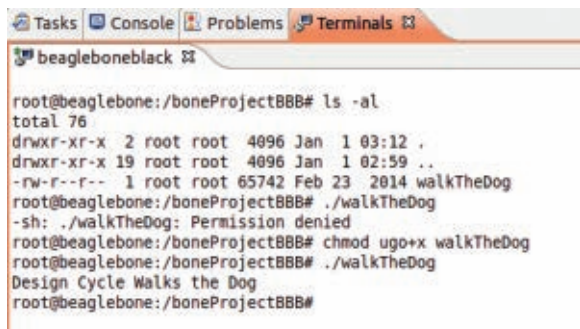 Tasks Console Problems Terminals
beagleboneblack
root@beaglebone:/boneProjectBBB# ls -al
total 76
drwxr-xr-x 2 root root 4096 Jan 1 03:12 .
drwxr-xr-x 19 root root 4096 Jan 1 02:59 ..
-rw-r--r-- 1 root root 65742 Feb 23 2014 walkTheDog
root@beaglebone:/boneProjectBBB# ./walkTheDog
-sh: ./walkTheDog: Permission denied
root@beaglebone:/boneProjectBBB# chmod ugo+x walkTheDog
root@beaglebone:/boneProjectBBB# ./walkTheDog
Design Cycle Walks the Dog
root@beaglebone:/boneProjectBBB#